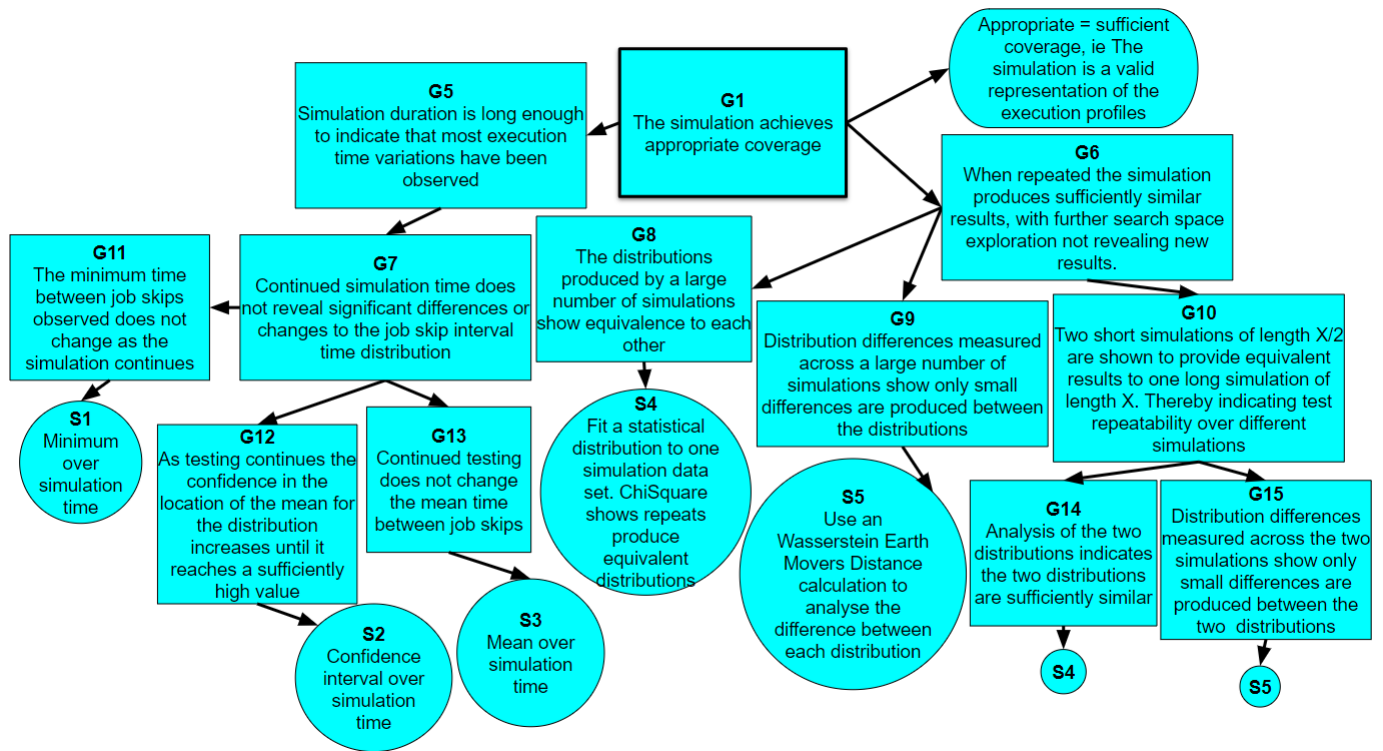 Appropriate = sufficient
coverage, ie The
simulation is a valid
representation of the
execution profiles
G1
The simulation achieves
appropriate coverage
G5
Simulation duration is long enough
to indicate that most execution
time variations have been
observed
G6
When repeated the simulation
produces sufficiently similar
results, with further search space
exploration not revealing new
results.
G11
The minimum time
between job skips
observed does not
change as the
simulation continues
G7
Continued simulation time does
not reveal significant differences or
changes to the job skip interval
time distribution
G8
The distributions
produced by a large
number of simulations
show equivalence to each
other
G9
Distribution differences measured
across a large number of
simulations show only small
differences are produced between
the distributions
G10
Two short simulations of length X/2
are shown to provide equivalent
results to one long simulation of
length X. Thereby indicating test
repeatability over different
simulations
S1
Minimum
over
simulation
time
G12
As testing continues the
confidence in the
location of the mean for
the distribution
increases until it
reaches a sufficiently
high value
G13
Continued testing
does not change
the mean time
between job skips
S4
Fit a statistical
distribution to one
simulation data
set. ChiSquare
shows repeats
produce
equivalent
distributions
S5
Use an
Wasserstein Earth
Movers Distance
calculation to
analyse the
difference between
each distribution
G14
Analysis of the two
distributions indicates
the two distributions
are sufficiently similar
G15
Distribution differences
measured across the two
simulations show only
small differences are
produced between the
two distributions
S2
Confidence
interval over
simulation
time
S3
Mean over
simulation
time
S4
S5